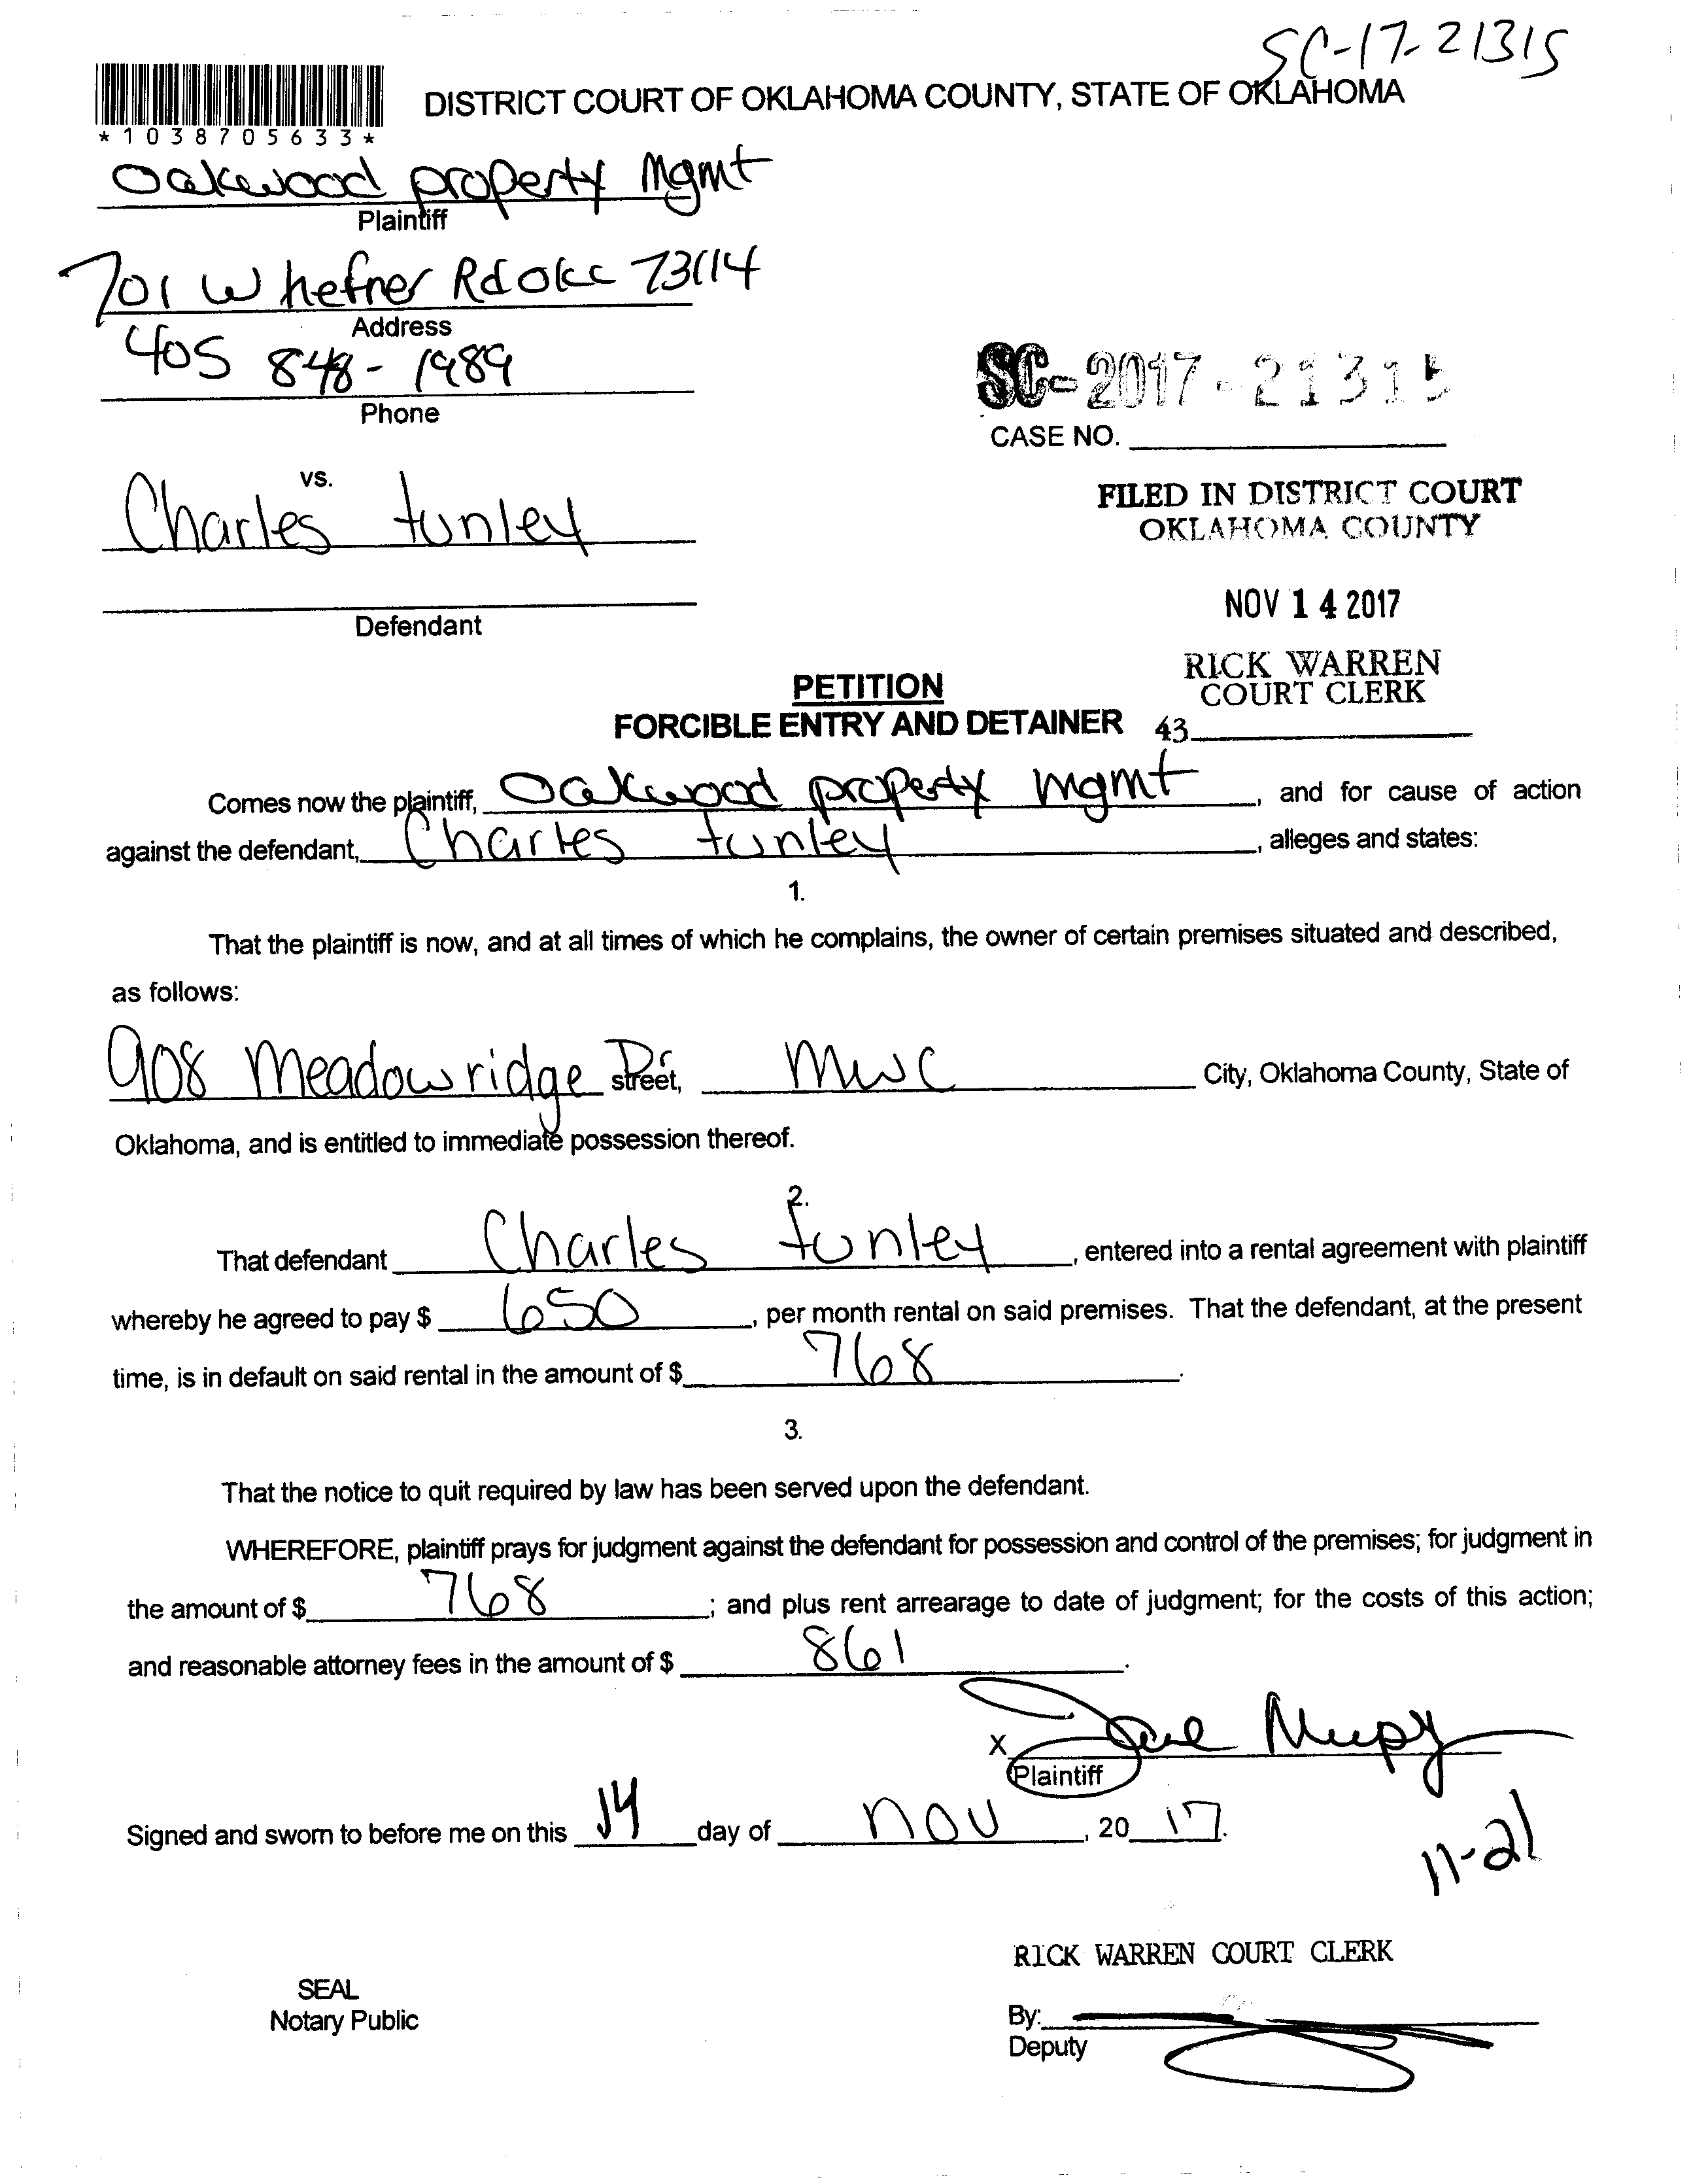 SC-17-21315
DISTRICT COURT OF OKLAHOMA COUNTY, STATE OF OKLAHOMA
*1038705633*
Oakwood property Mgmt
Plaintiff
701 W hefner Rd OKC 73114
Address
405 848-1989
Phone
SC-2017-21315
CASE NO.
vs.
Charles tunley
FILED IN DISTRICT COURT
OKLAHOMA COUNTY
Defendant
NOV 14 2017
RICK WARREN
COURT CLERK
43
PETITION
FORCIBLE ENTRY AND DETAINER
Comes now the plaintiff, Oakwood property mgmt, and for cause of action
against the defendant, Charles tunley, alleges and states:
1.
That the plaintiff is now, and at all times of which he complains, the owner of certain premises situated and described,
as follows:
908 Meadowridge Dr street, MWC City, Oklahoma County, State of
Oklahoma, and is entitled to immediate possession thereof.
2.
That defendant Charles tunley, entered into a rental agreement with plaintiff
whereby he agreed to pay $ 650, per month rental on said premises. That the defendant, at the present
time, is in default on said rental in the amount of $ 768.
3.
That the notice to quit required by law has been served upon the defendant.
WHEREFORE, plaintiff prays for judgment against the defendant for possession and control of the premises; for judgment in
the amount of $ 768; and plus rent arrearage to date of judgment; for the costs of this action;
and reasonable attorney fees in the amount of $ 861.
X
Plaintiff
Signed and sworn to before me on this 14 day of nov, 20 17.
11-21
RICK WARREN COURT CLERK
SEAL
Notary Public
By:
Deputy